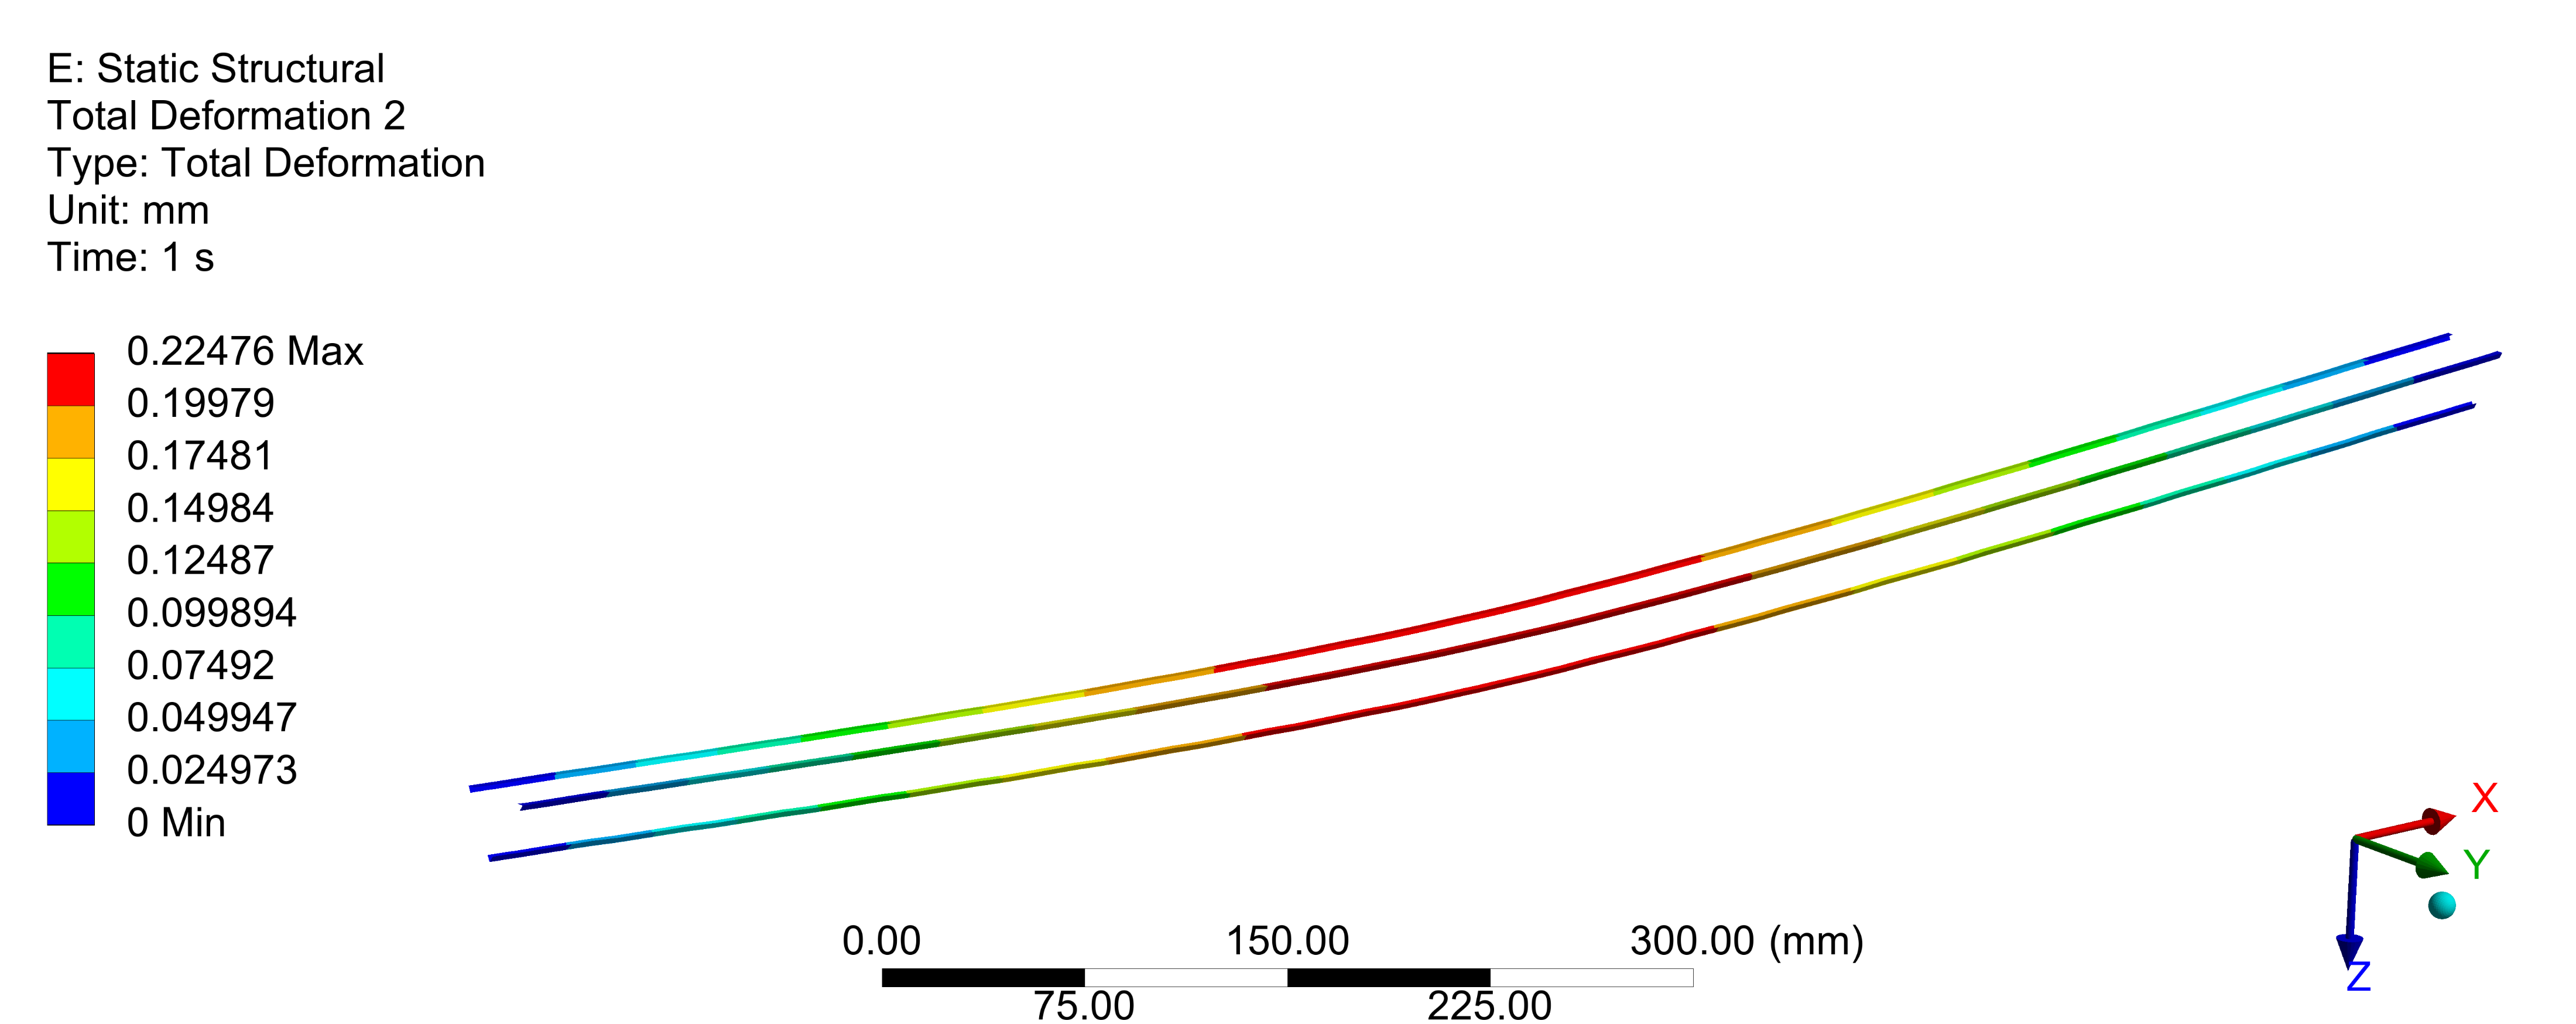 E: Static Structural
Total Deformation 2
Type: Total Deformation
Unit: mm
Time: 1 s
0.22476 Max
0.19979
0.17481
0.14984
0.12487
0.099894
0.07492
0.049947
0.024973
0 Min
X
Y
Z
0.00 150.00 300.00 (mm)
75.00 225.00